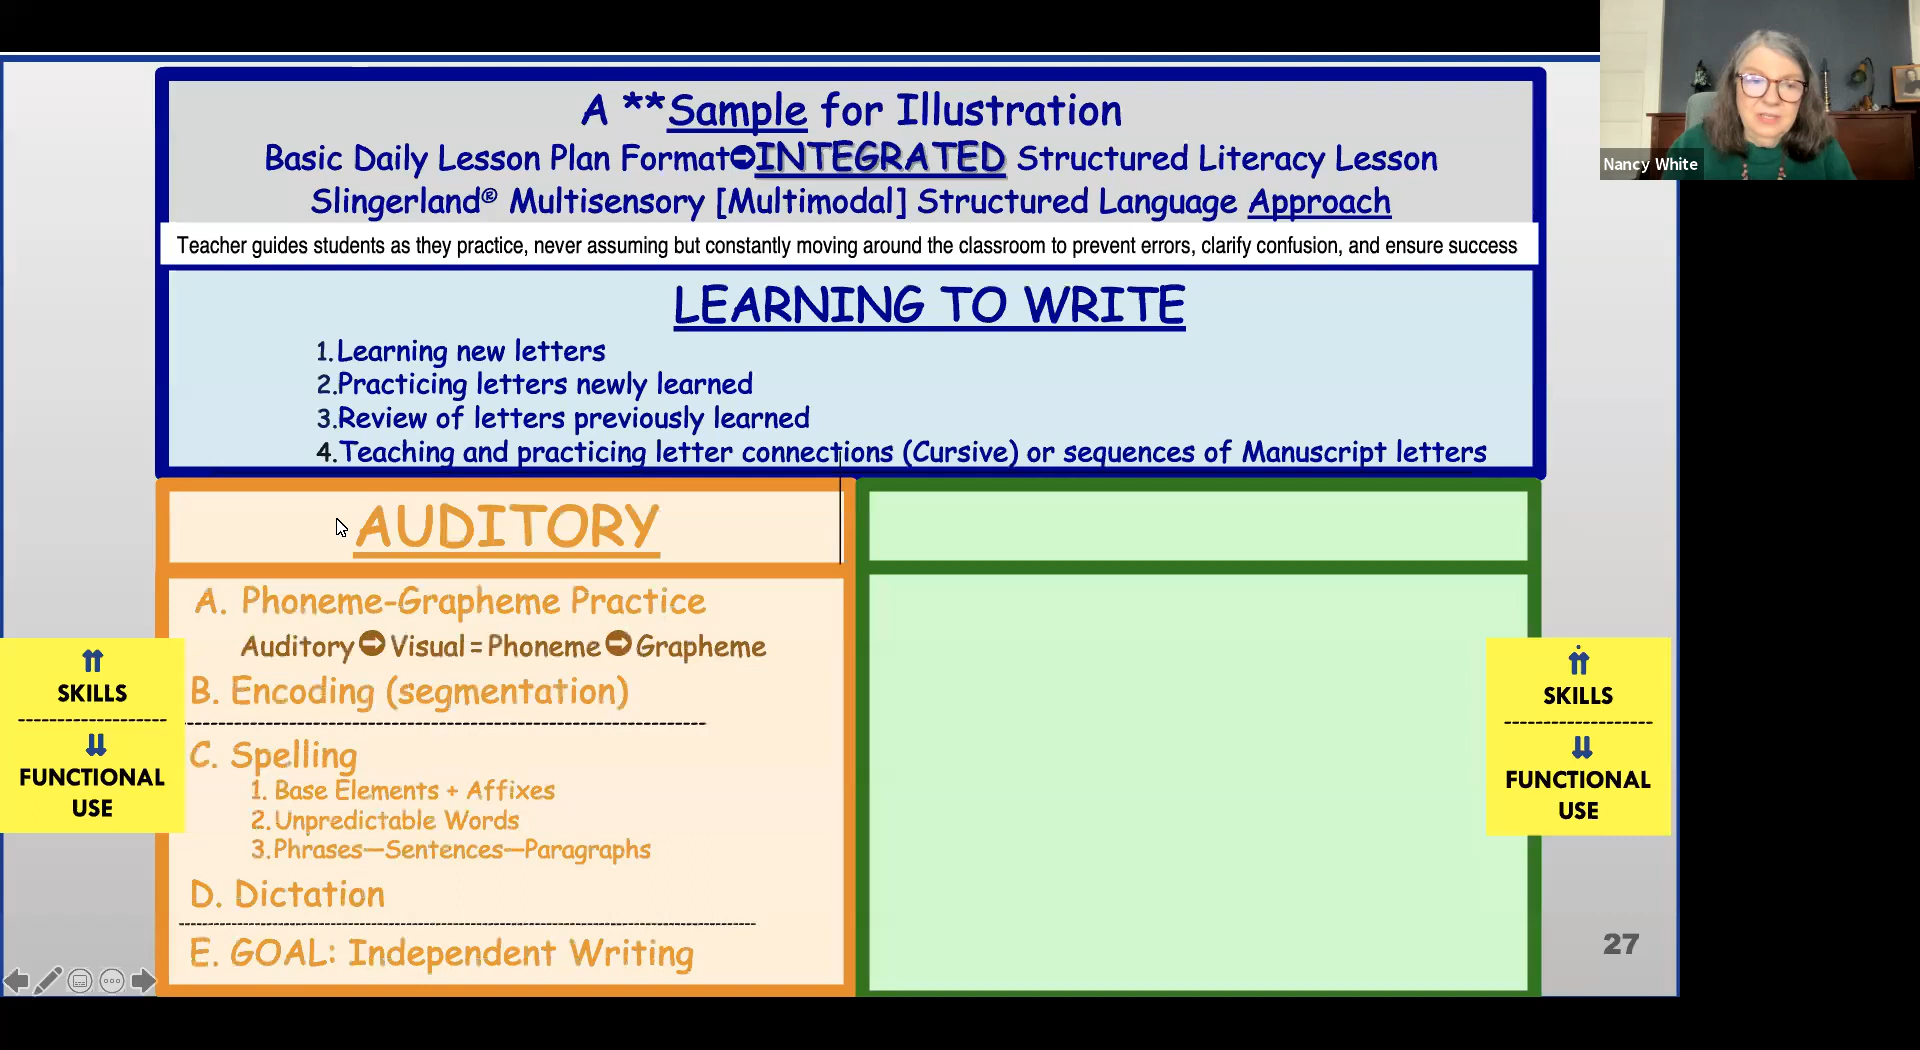 A **Sample for Illustration
Basic Daily Lesson Plan Format➲INTEGRATED Structured Literacy Lesson
Slingerland® Multisensory [Multimodal] Structured Language Approach
Teacher guides students as they practice, never assuming but constantly moving around the classroom to prevent errors, clarify confusion, and ensure success
LEARNING TO WRITE
1.Learning new letters
2.Practicing letters newly learned
3.Review of letters previously learned
4.Teaching and practicing letter connections (Cursive) or sequences of Manuscript letters
AUDITORY
A. Phoneme-Grapheme Practice
Auditory➲Visual = Phoneme➲Grapheme
B. Encoding (segmentation)
C. Spelling
1. Base Elements + Affixes
2. Unpredictable Words
3. Phrases—Sentences—Paragraphs
D. Dictation
E. GOAL: Independent Writing
⇈
SKILLS
⇊
FUNCTIONAL
USE
⇈
SKILLS
⇊
FUNCTIONAL
USE
27
Nancy White